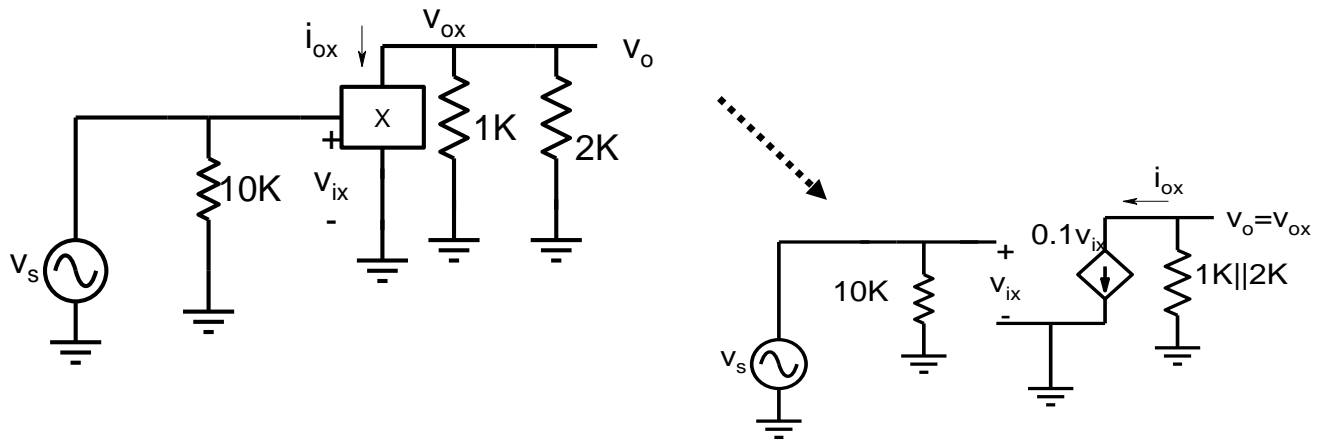 v_ox
i_ox
v_o
X
1K
2K
+
10K
v_ix
-
v_s
i_ox
v_o=v_ox
0.1v_ix
+
10K
v_ix
1K||2K
-
v_s